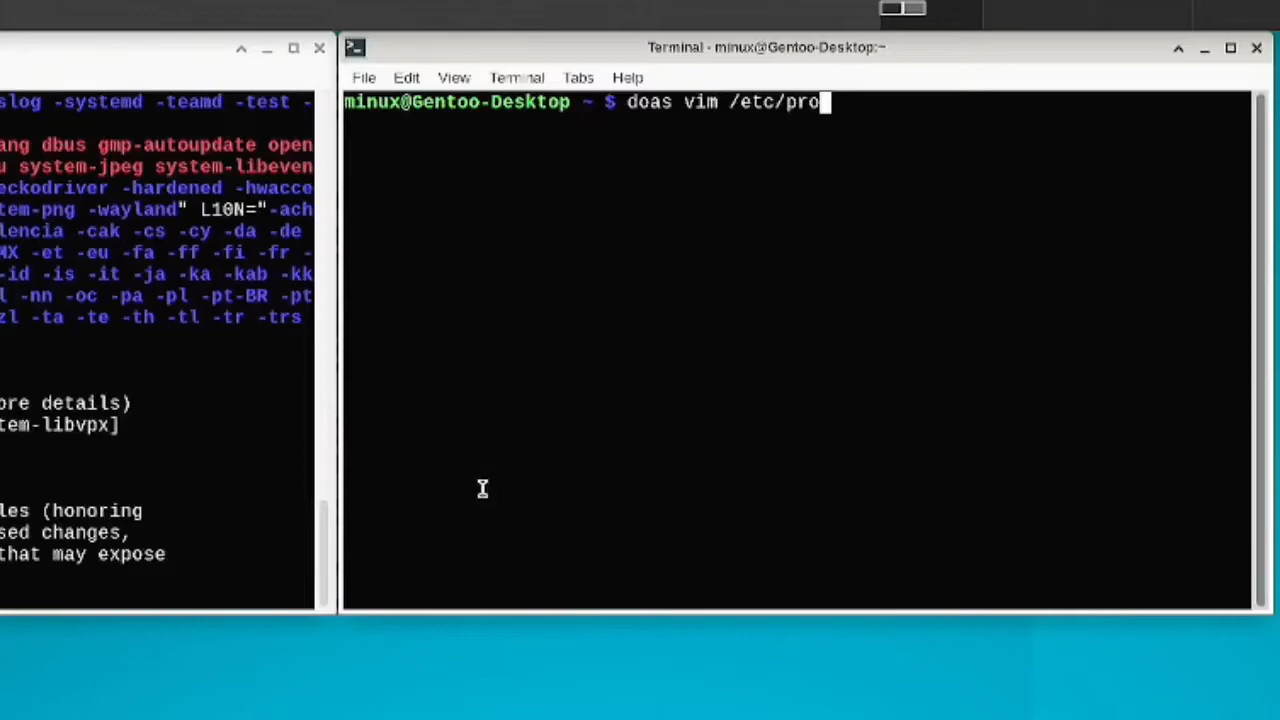 Terminal - minux@Gentoo-Desktop:~
File Edit View Terminal Tabs Help
slog -systemd -teamd -test -
ang dbus gmp-autoupdate open
u system-jpeg system-libeven
eckodriver -hardened -hwacce
tem-png -wayland" L10N="-ach
lencia -cak -cs -cy -da -de
MX -et -eu -fa -ff -fi -fr -
-id -is -it -ja -ka -kab -kk
l -nn -oc -pa -pl -pt-BR -pt
zl -ta -te -th -tl -tr -trs
ore details)
tem-libvpx]
les (honoring
sed changes,
that may expose
minux@Gentoo-Desktop ~ $ doas vim /etc/pro